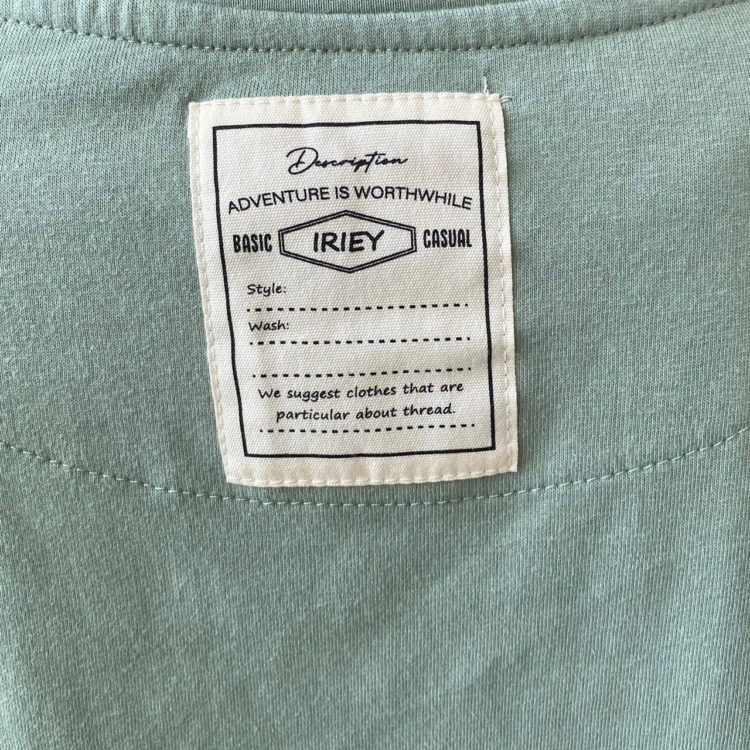 Description
ADVENTURE IS WORTHWHILE
BASIC IRIEY CASUAL
Style:
Wash:
We suggest clothes that are
particular about thread.